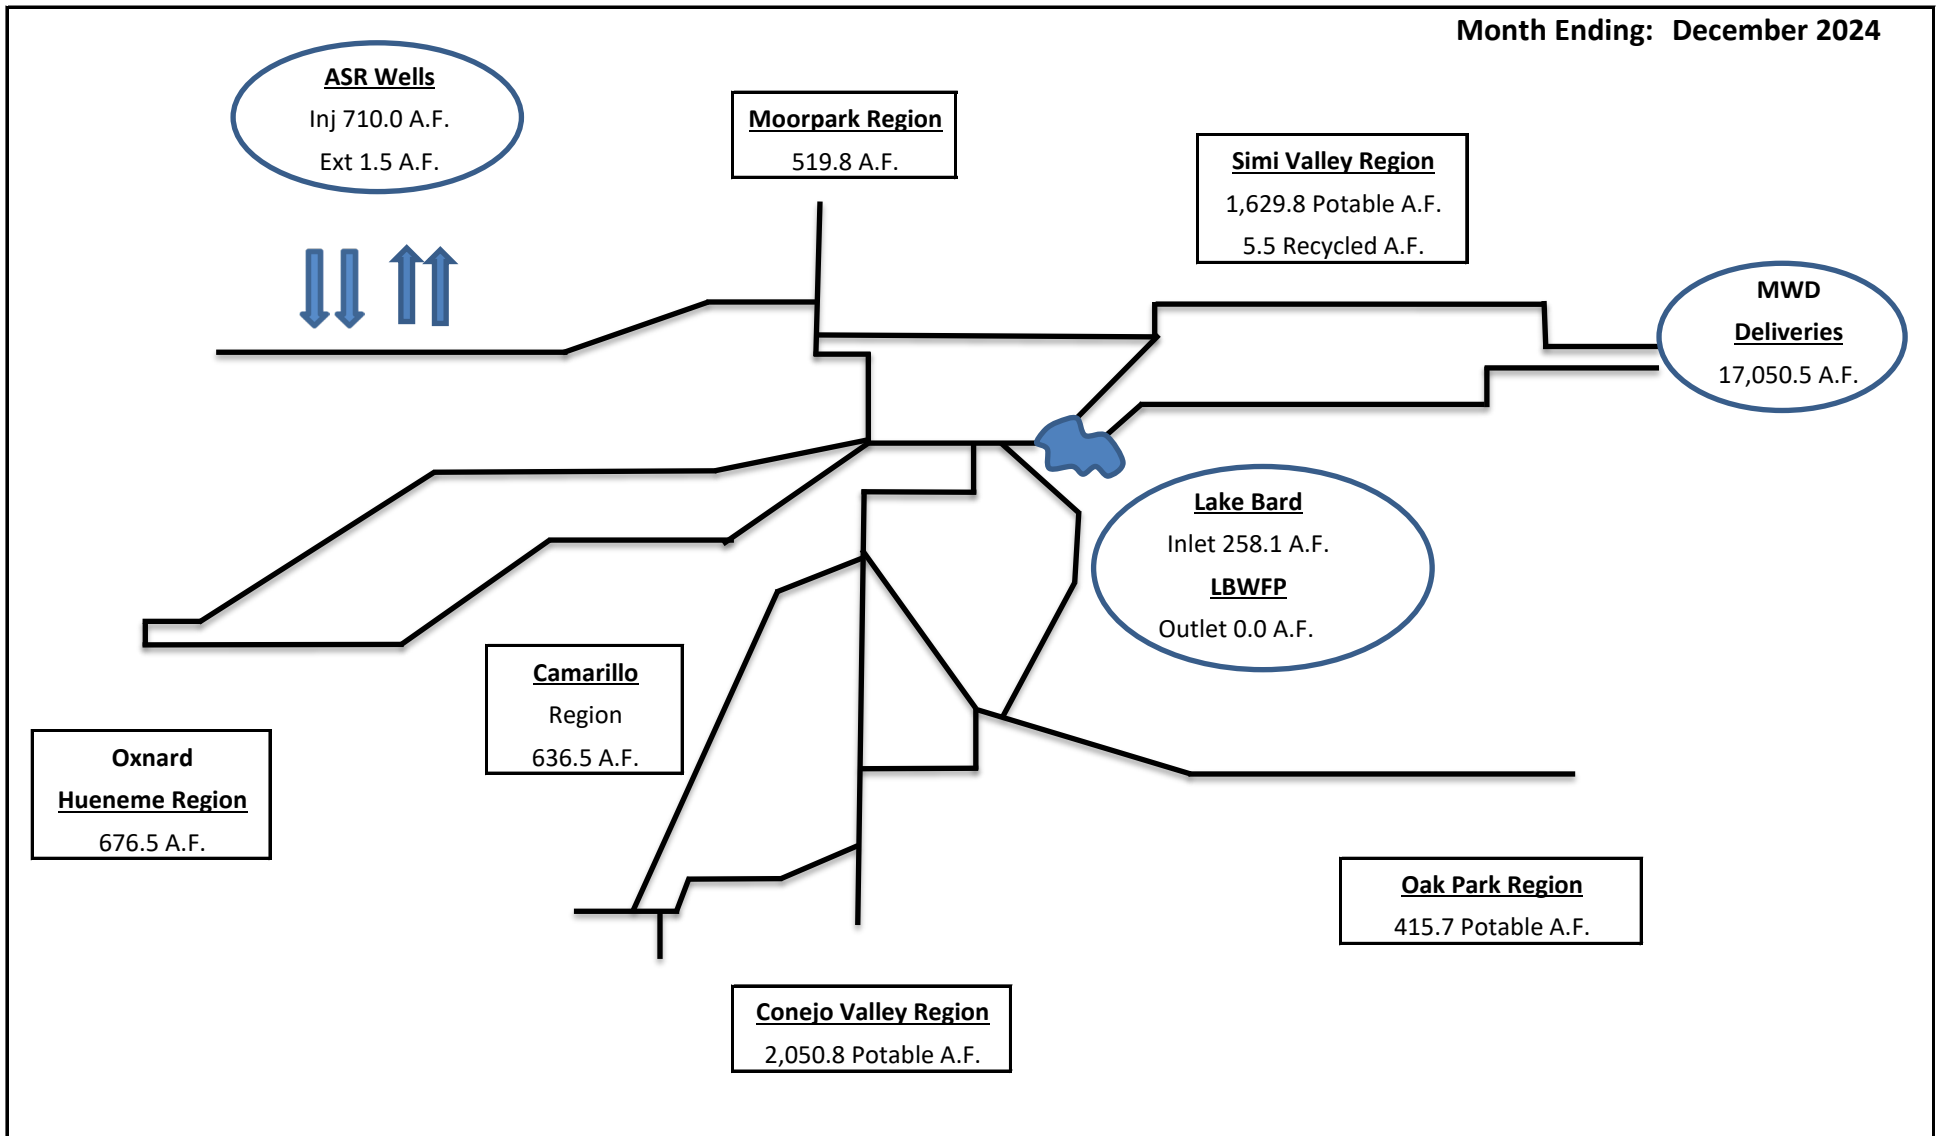 Month Ending: December 2024
ASR Wells
Inj 710.0 A.F.
Ext 1.5 A.F.
Moorpark Region
519.8 A.F.
Simi Valley Region
1,629.8 Potable A.F.
5.5 Recycled A.F.
MWD
Deliveries
17,050.5 A.F.
Lake Bard
Inlet 258.1 A.F.
LBWFP
Outlet 0.0 A.F.
Camarillo
Region
636.5 A.F.
Oxnard
Hueneme Region
676.5 A.F.
Oak Park Region
415.7 Potable A.F.
Conejo Valley Region
2,050.8 Potable A.F.